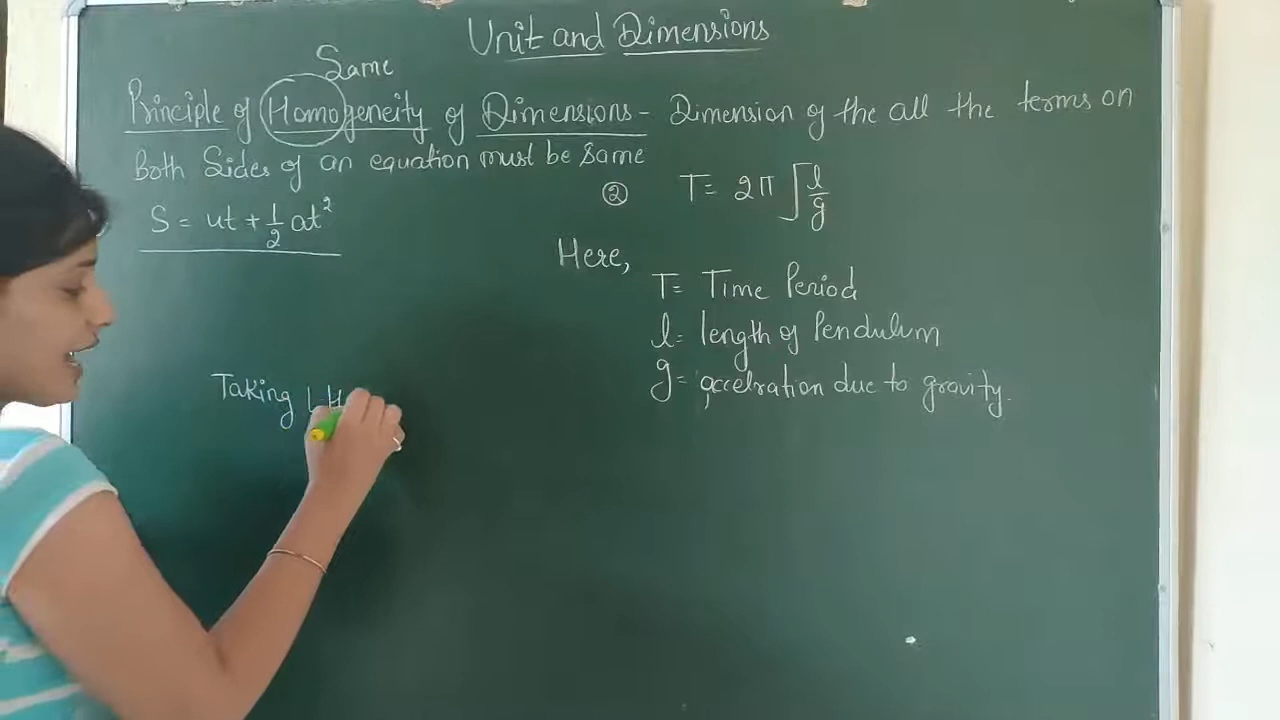 Unit and Dimensions
Same
Principle of Homogeneity of Dimensions - Dimension of the all the terms on
Both Sides of an equation must be Same
S = ut + 1/2 at²
② T = 2π √l/g
Here,
T = Time Period
l = length of Pendulum
g = accelration due to gravity.
Taking L.H